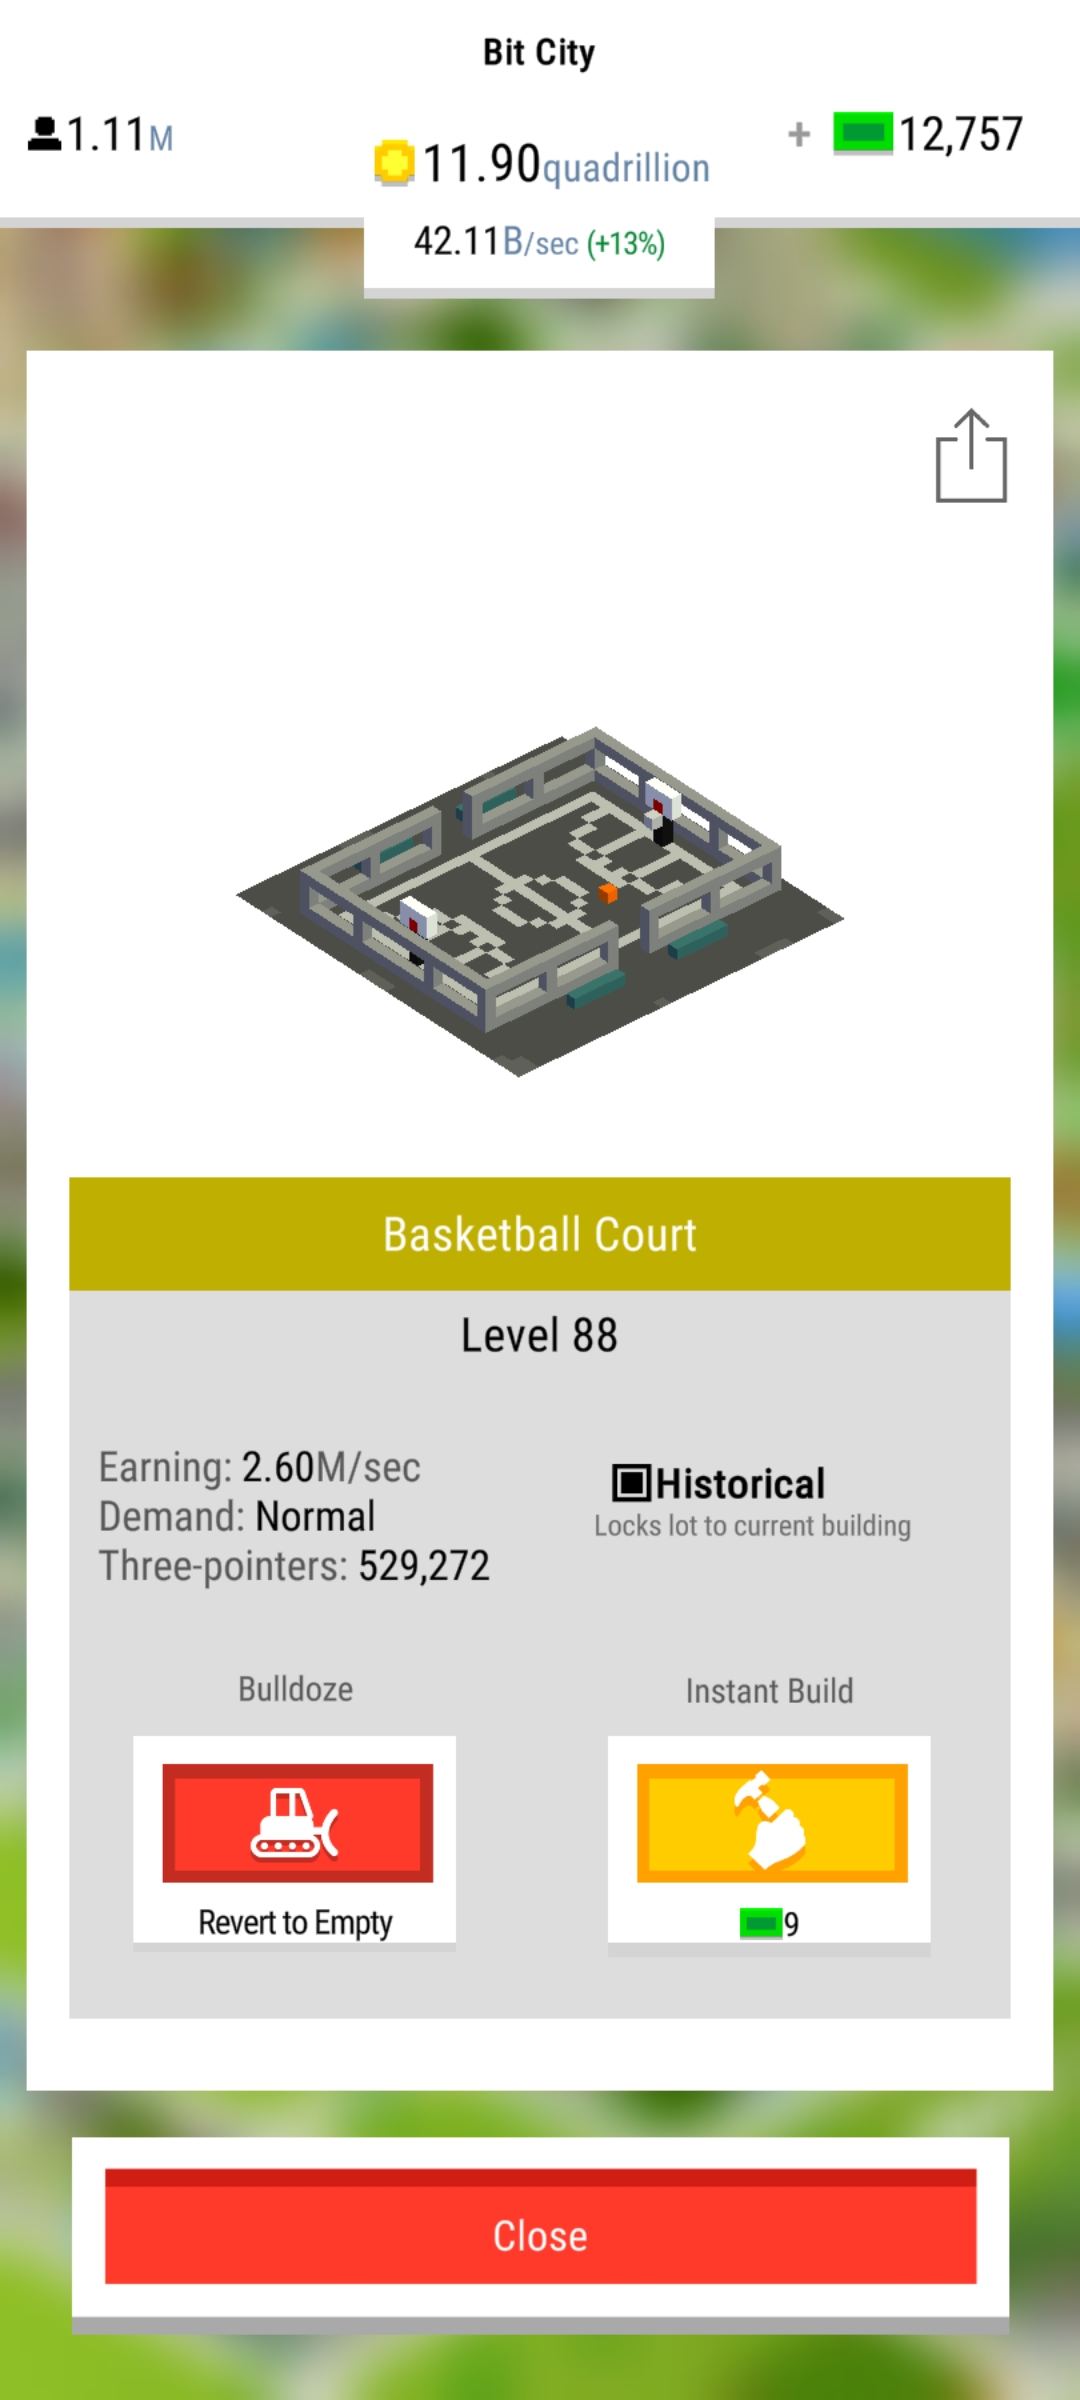 Bit City
1.11M
11.90quadrillion
+ 12,757
42.11B/sec (+13%)
Basketball Court
Level 88
Earning: 2.60M/sec
Demand: Normal
Three-pointers: 529,272
Historical
Locks lot to current building
Bulldoze
Revert to Empty
Instant Build
9
Close